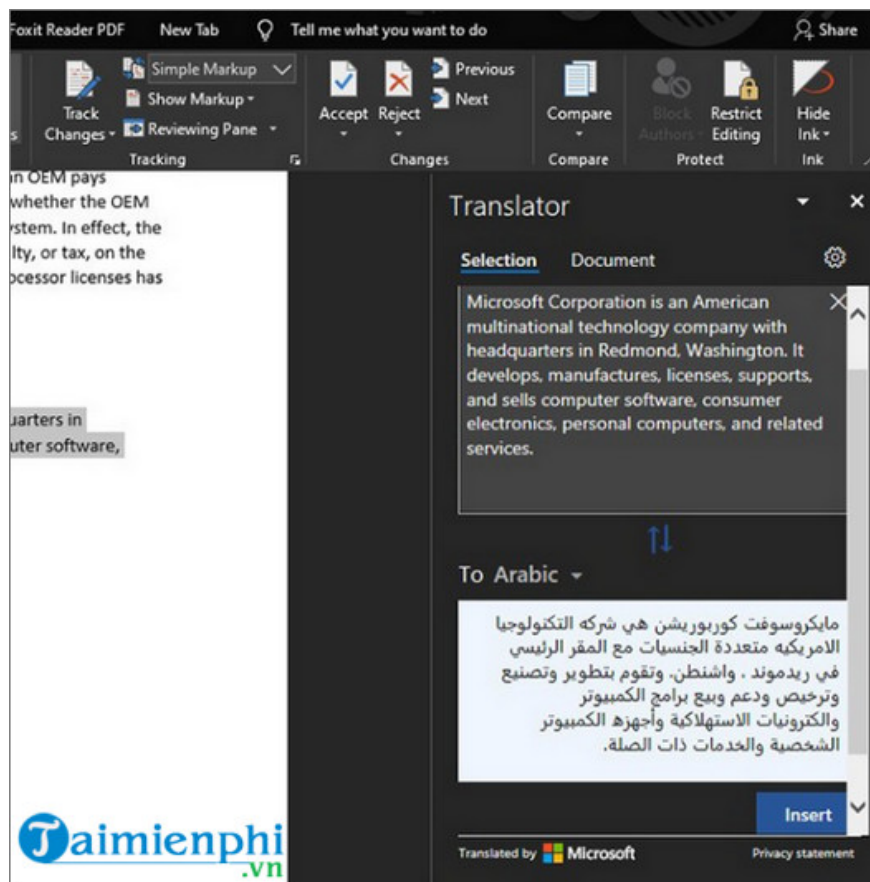 Foxit Reader PDF New Tab Tell me what you want to do Share
Simple Markup
Show Markup
Reviewing Pane
Track
Changes
Tracking
Accept
Reject
Previous
Next
Changes
Compare
Compare
Block
Authors
Restrict
Editing
Protect
Hide
Ink
Ink
an OEM pays
whether the OEM
In effect, the
or tax, on the
licenses has
in
software,
Translator
Selection Document
Microsoft Corporation is an American
multinational technology company with
headquarters in Redmond, Washington. It
develops, manufactures, licenses, supports,
and sells computer software, consumer
electronics, personal computers, and related
services.
To Arabic
مايكروسوفت كوربوريشن هي شركه التكنولوجيا
الامريكيه متعددة الجنسيات مع المقر الرئيسي
في ريدموند ، واشنطن. وتقوم بتطوير وتصنيع
وترخيص ودعم وبيع برامج الكمبيوتر
والكترونيات الاستهلاكية وأجهزه الكمبيوتر
الشخصية والخدمات ذات الصلة.
Insert
Translated by Microsoft Privacy statement
Taimienphi
.vn